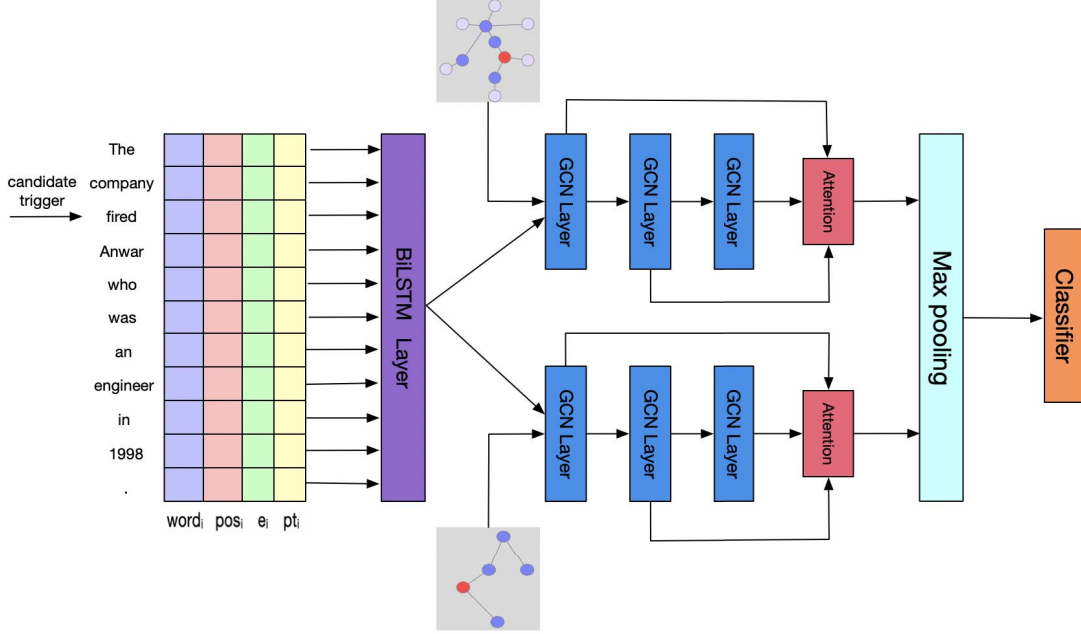 candidate
trigger
The
company
fired
Anwar
who
was
an
engineer
in
1998
.
wordᵢ posᵢ eᵢ ptᵢ
BiLSTM Layer
GCN Layer
GCN Layer
GCN Layer
Attention
GCN Layer
GCN Layer
GCN Layer
Attention
Max pooling
Classifier